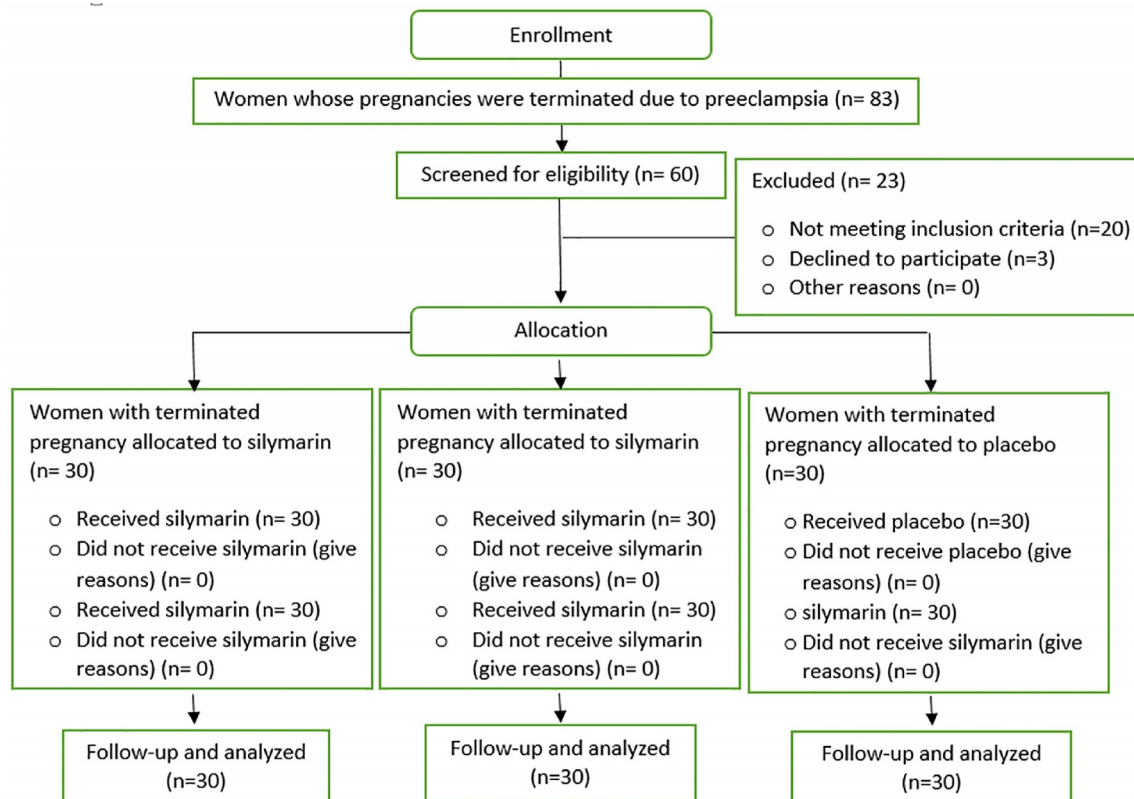 Enrollment
Women whose pregnancies were terminated due to preeclampsia (n= 83)
Screened for eligibility (n= 60)
Excluded (n= 23)
o Not meeting inclusion criteria (n=20)
o Declined to participate (n=3)
o Other reasons (n= 0)
Allocation
Women with terminated
pregnancy allocated to silymarin
(n= 30)
o Received silymarin (n= 30)
o Did not receive silymarin (give
reasons) (n= 0)
o Received silymarin (n= 30)
o Did not receive silymarin (give
reasons) (n= 0)
Women with terminated
pregnancy allocated to silymarin
(n= 30)
o Received silymarin (n= 30)
o Did not receive silymarin
(give reasons) (n= 0)
o Received silymarin (n= 30)
o Did not receive silymarin
(give reasons) (n= 0)
Women with terminated
pregnancy allocated to placebo
(n=30)
o Received placebo (n=30)
o Did not receive placebo (give
reasons) (n= 0)
o silymarin (n= 30)
o Did not receive silymarin (give
reasons) (n= 0)
Follow-up and analyzed
(n=30)
Follow-up and analyzed
(n=30)
Follow-up and analyzed
(n=30)